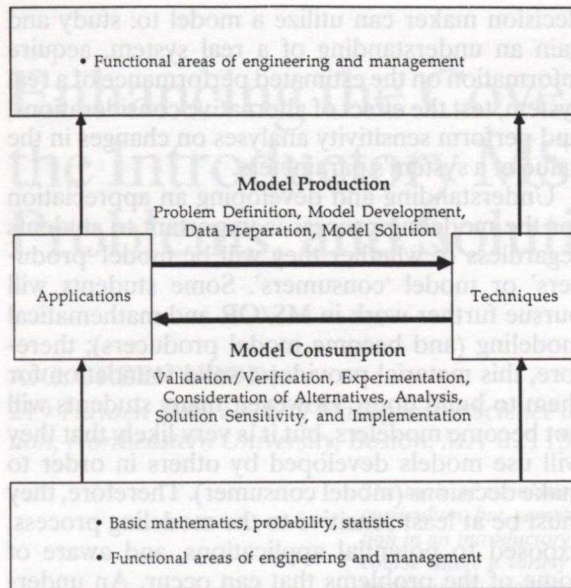 • Functional areas of engineering and management
Model Production
Problem Definition, Model Development,
Data Preparation, Model Solution
Applications
Techniques
Model Consumption
Validation/Verification, Experimentation,
Consideration of Alternatives, Analysis,
Solution Sensitivity, and Implementation
• Basic mathematics, probability, statistics
• Functional areas of engineering and management